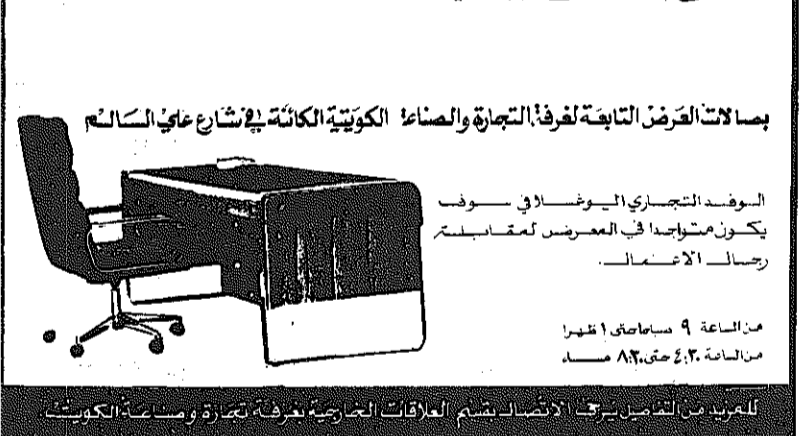 بصالات العرض التابعة لغرفة التجارة والصناعة الكويتية الكائنة في شارع علي السالم
الوفد التجاري اليوغسلافي سوف
يكون متواجدا في المعرض لمقابلة
رجال الاعمال.
من الساعة ٩ صباحا حتى ١ ظهرا
من الساعة ٤:٣٠ حتى ٨:٣٠ مساء
للمزيد من التفاصيل يرجى الاتصال بقسم العلاقات الخارجية بغرفة تجارة وصناعة الكويت.